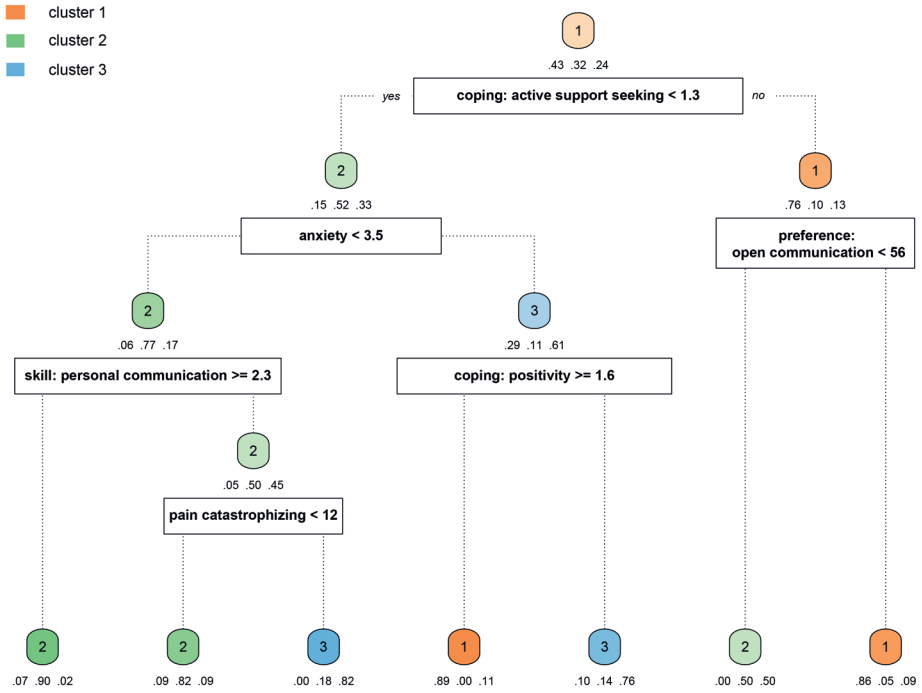 cluster 1
cluster 2
cluster 3
1
.43 .32 .24
coping: active support seeking < 1.3
yes
no
2
.15 .52 .33
anxiety < 3.5
1
.76 .10 .13
preference:
open communication < 56
2
.06 .77 .17
skill: personal communication >= 2.3
3
.29 .11 .61
coping: positivity >= 1.6
2
.05 .50 .45
pain catastrophizing < 12
2
.07 .90 .02
2
.09 .82 .09
3
.00 .18 .82
1
.89 .00 .11
3
.10 .14 .76
2
.00 .50 .50
1
.86 .05 .09